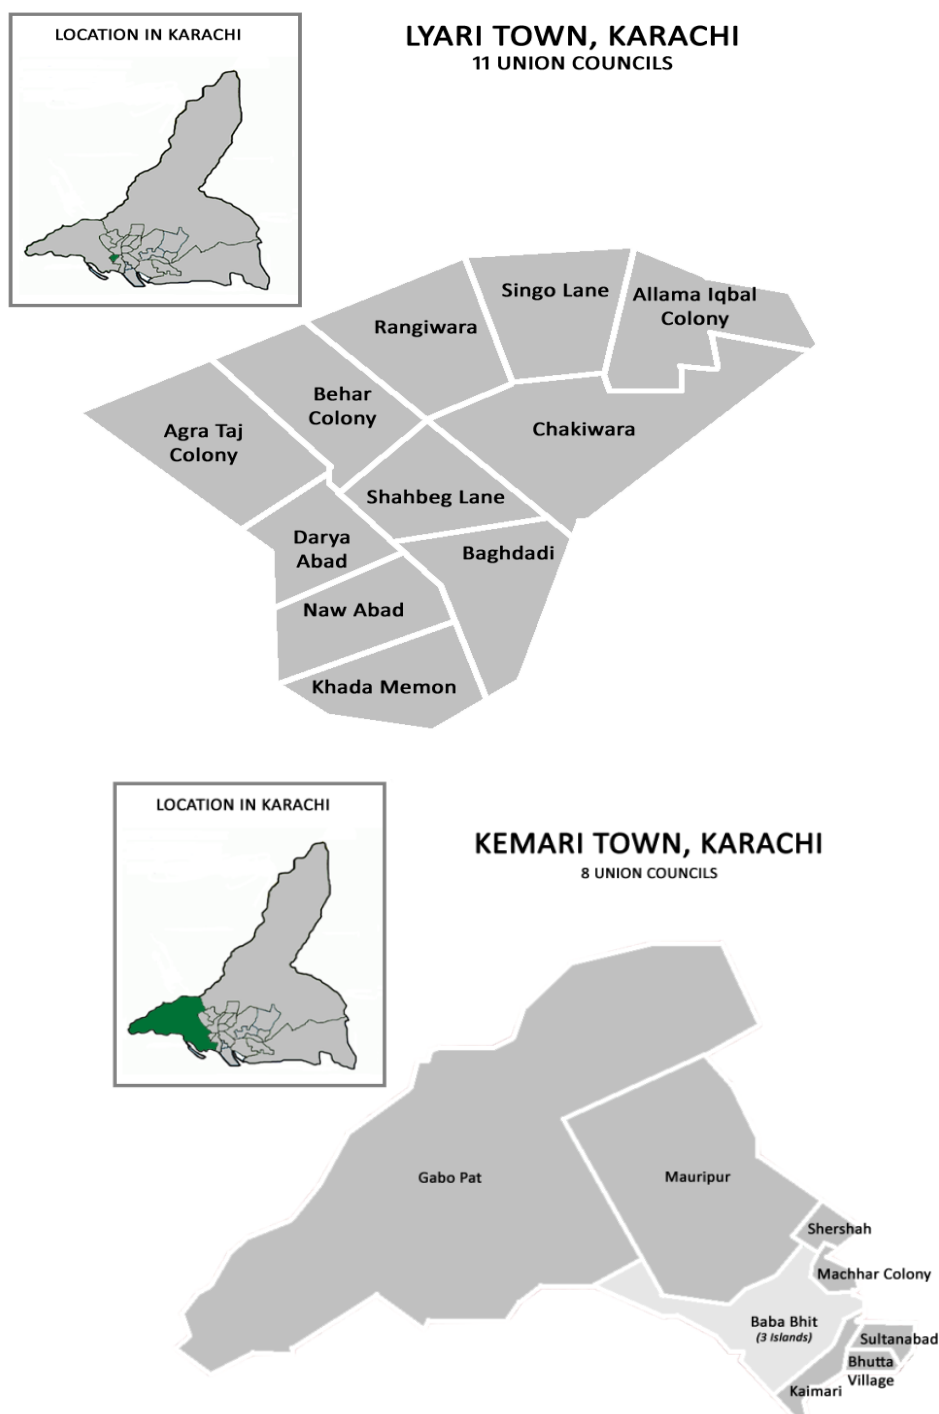 LOCATION IN KARACHI
LYARI TOWN, KARACHI
11 UNION COUNCILS
Singo Lane
Allama Iqbal
Colony
Rangiwara
Behar
Colony
Agra Taj
Colony
Chakiwara
Shahbeg Lane
Darya
Abad
Baghdadi
Naw Abad
Khada Memon
LOCATION IN KARACHI
KEMARI TOWN, KARACHI
8 UNION COUNCILS
Gabo Pat
Mauripur
Shershah
Machhar Colony
Baba Bhit
(3 Islands)
Sultanabad
Bhutta
Village
Kaimari